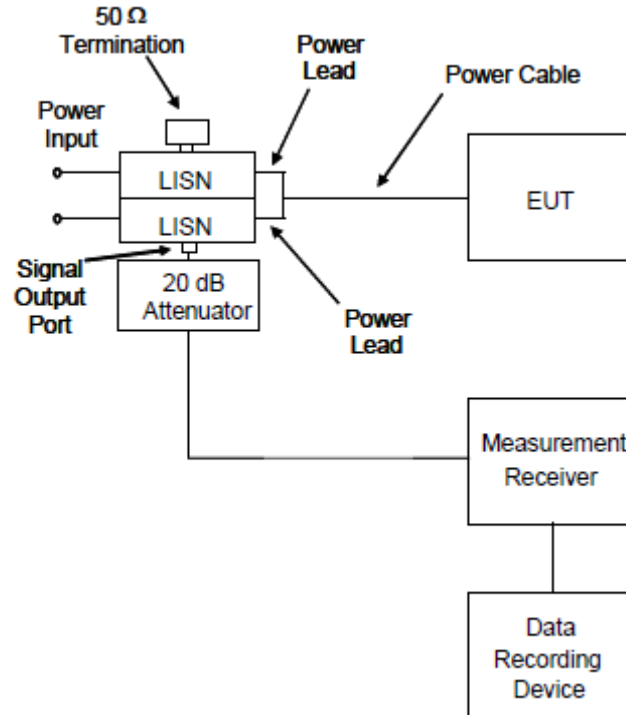 50 Ω
Termination
Power
Lead
Power Cable
Power
Input
LISN
LISN
EUT
Signal
Output
Port
20 dB
Attenuator
Power
Lead
Measurement
Receiver
Data
Recording
Device